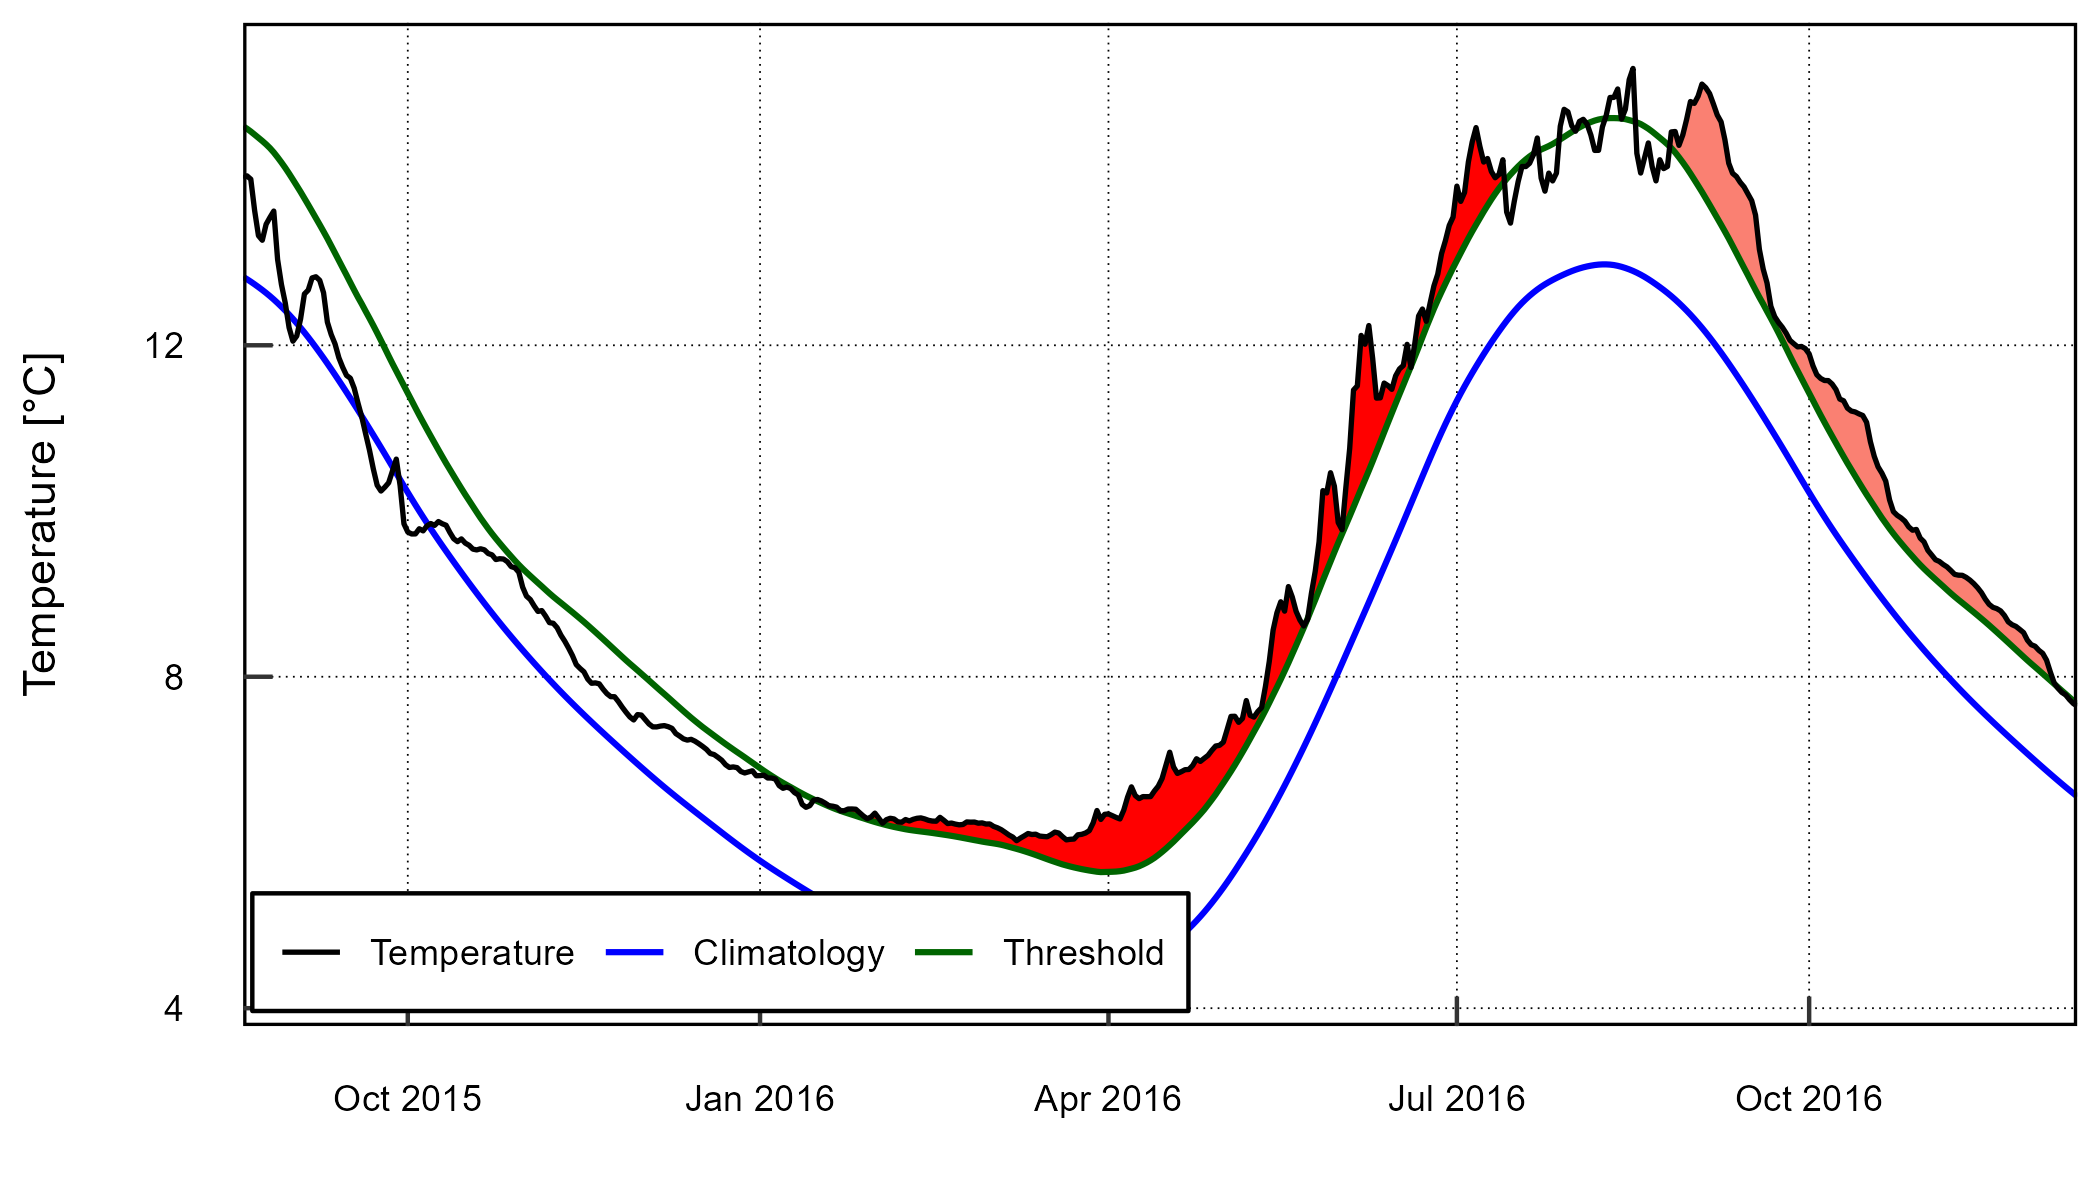 Temperature [°C]
12
8
4
Temperature Climatology Threshold
Oct 2015 Jan 2016 Apr 2016 Jul 2016 Oct 2016